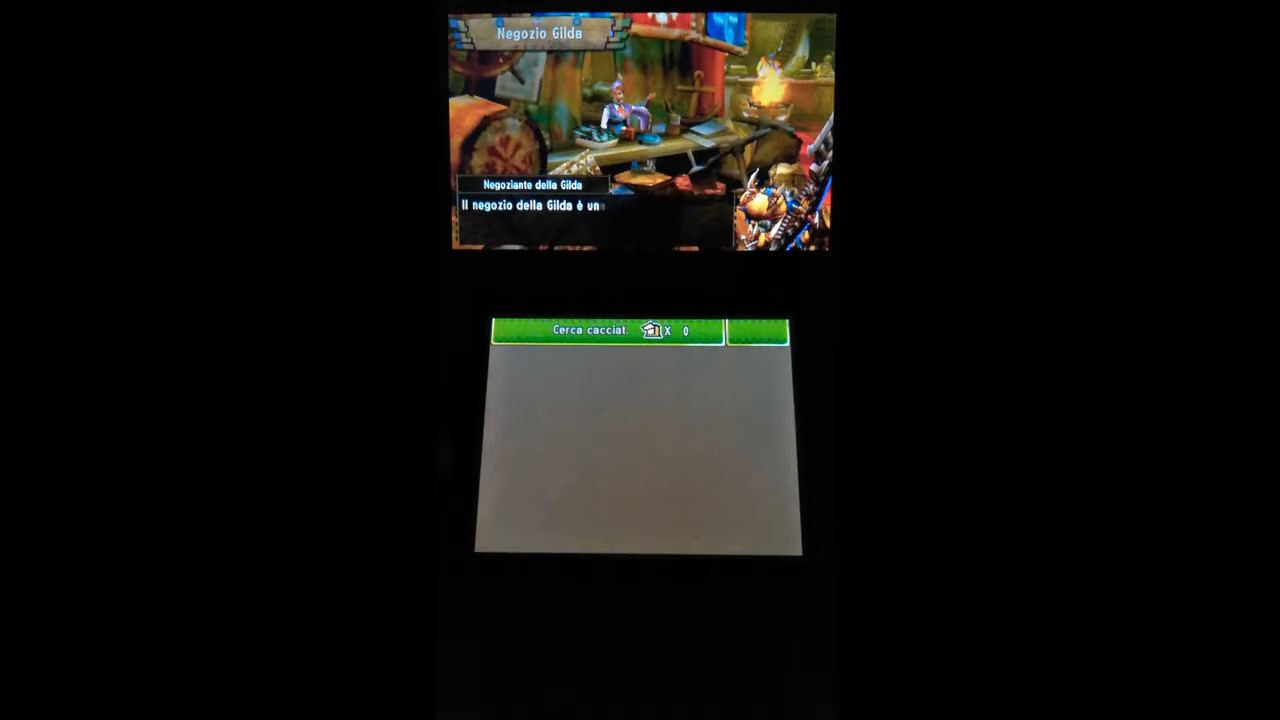 Negozio Gilda
Negoziante della Gilda
Il negozio della Gilda è un
Cerca cacciat. X 0